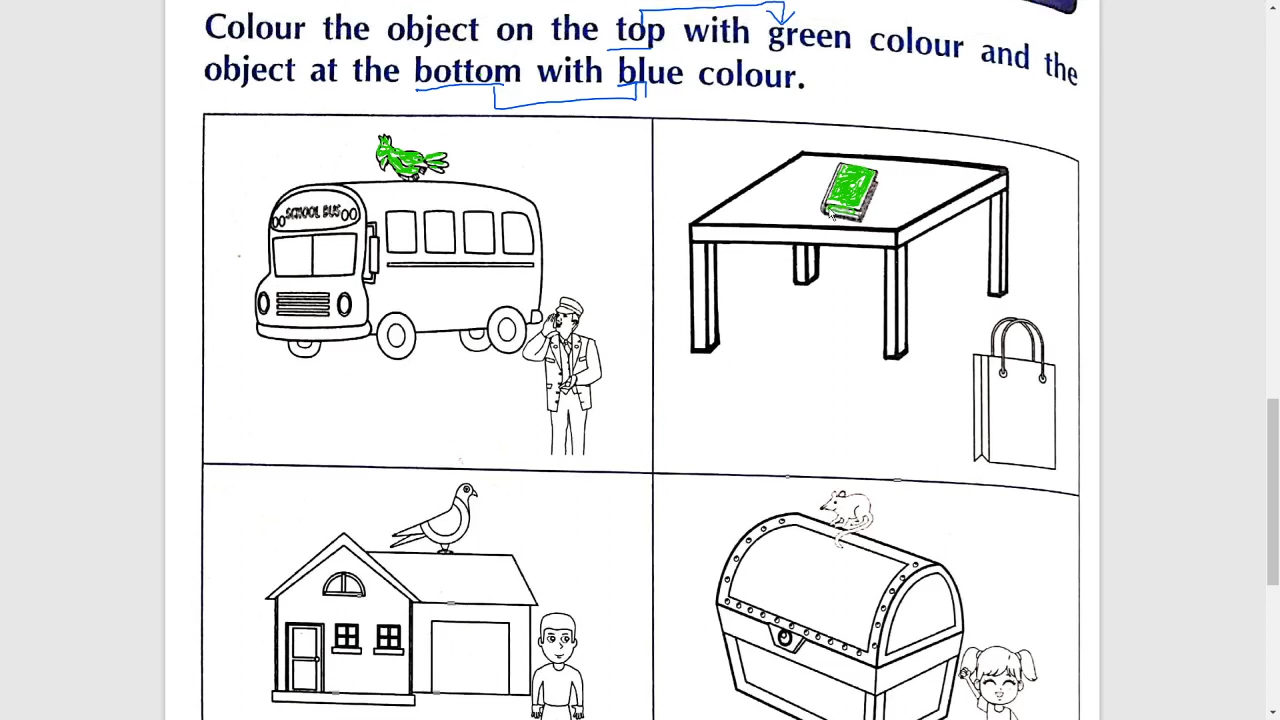 Colour the object on the top with green colour and the
object at the bottom with blue colour.
SCHOOL BUS